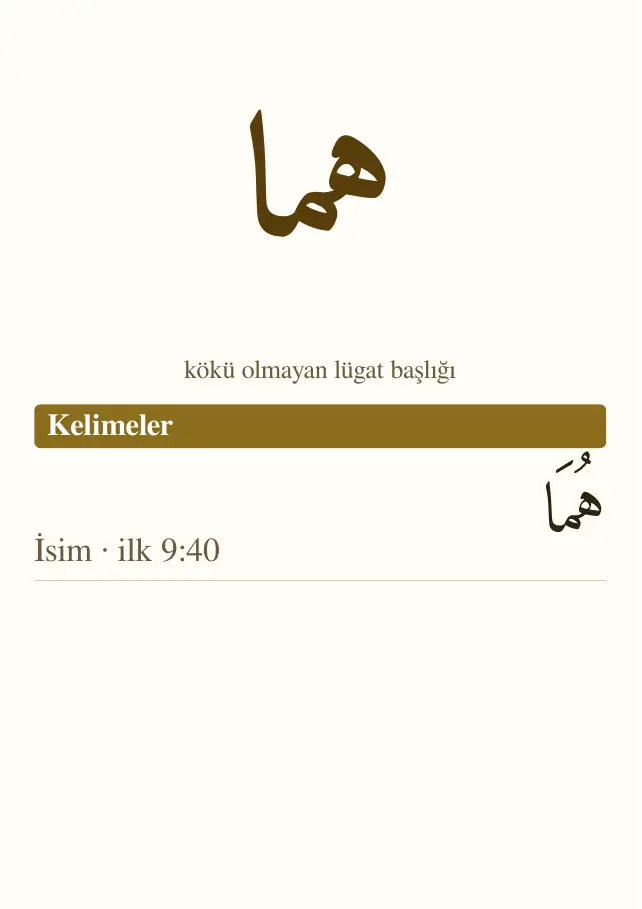 هما
kökü olmayan lügat başlığı
Kelimeler
هُمَا
İsim · ilk 9:40